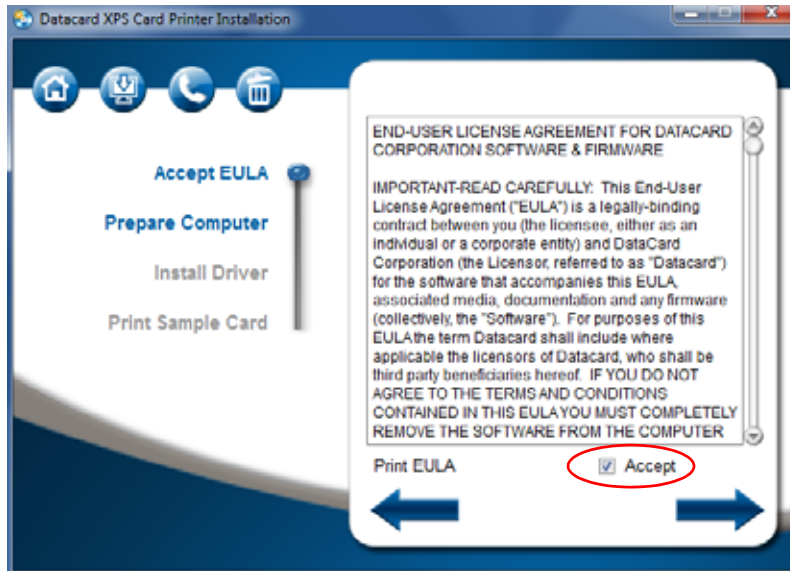 Datacard XPS Card Printer Installation
Accept EULA
Prepare Computer
Install Driver
Print Sample Card
END-USER LICENSE AGREEMENT FOR DATACARD
CORPORATION SOFTWARE & FIRMWARE
IMPORTANT-READ CAREFULLY: This End-User
License Agreement ("EULA") is a legally-binding
contract between you (the licensee, either as an
individual or a corporate entity) and DataCard
Corporation (the Licensor, referred to as "Datacard")
for the software that accompanies this EULA,
associated media, documentation and any firmware
(collectively, the "Software"). For purposes of this
EULA the term Datacard shall include where
applicable the licensors of Datacard, who shall be
third party beneficiaries hereof. IF YOU DO NOT
AGREE TO THE TERMS AND CONDITIONS
CONTAINED IN THIS EULA YOU MUST COMPLETELY
REMOVE THE SOFTWARE FROM THE COMPUTER
Print EULA
Accept